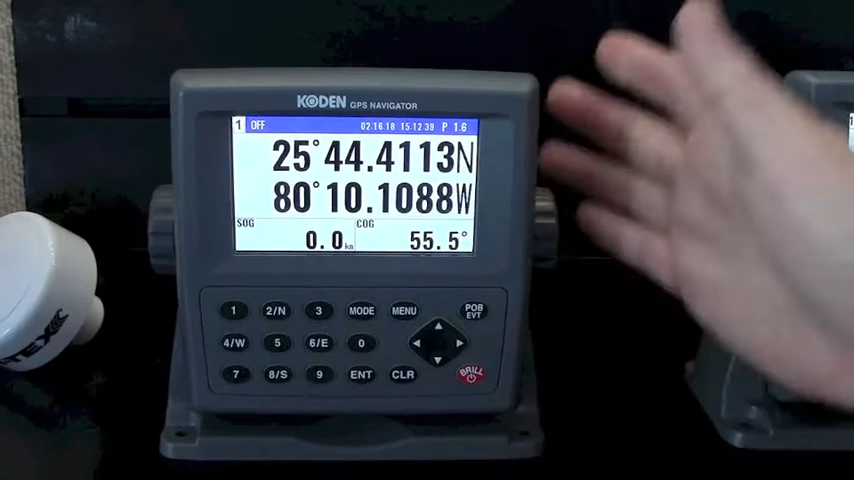 KODEN GPS NAVIGATOR
1 OFF 02.16.18 15:12:39 P 1.6
25°44.4113N
80°10.1088W
SOG COG
0.0 55.5°
1 2/N 3 MODE MENU POB EVT
4/W 5 6/E 0
7 8/S 9 ENT CLR BRILL
TEX